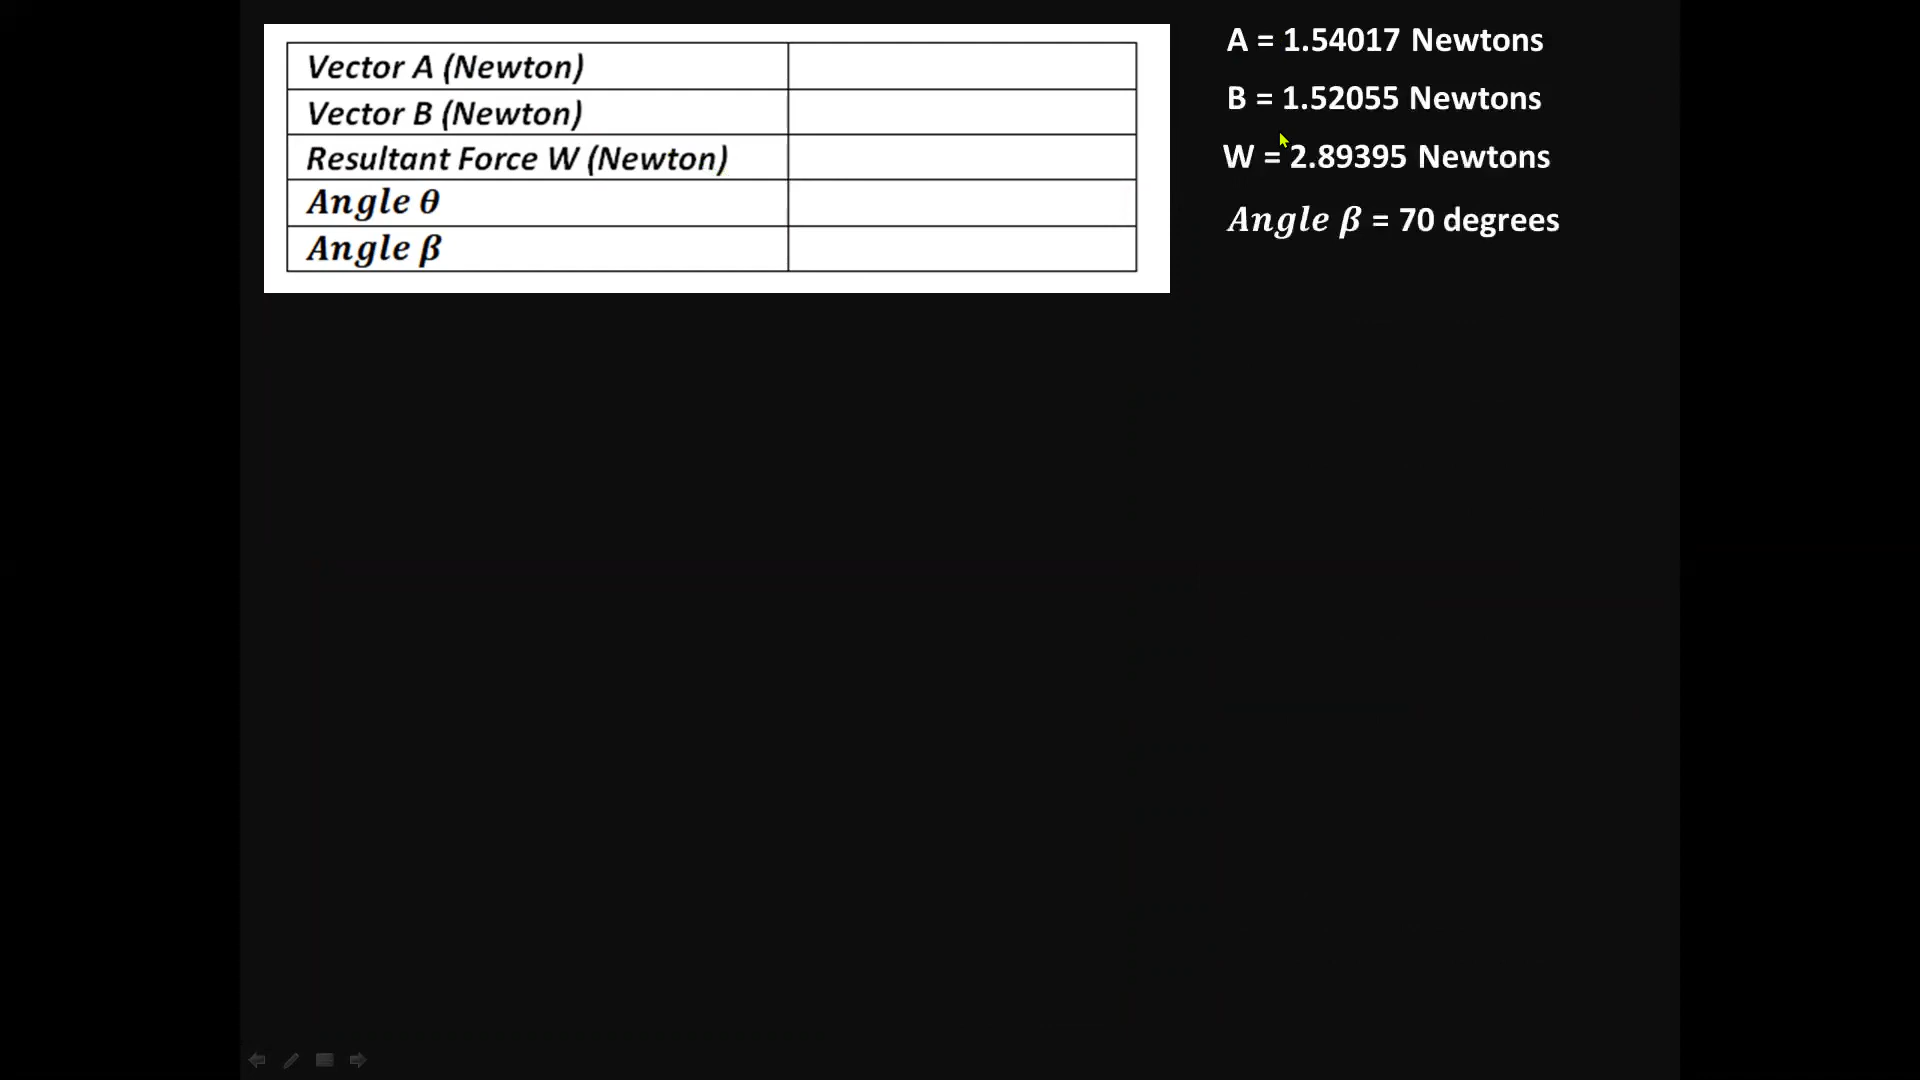 Vector A (Newton)
Vector B (Newton)
Resultant Force W (Newton)
Angle θ
Angle β
A = 1.54017 Newtons
B = 1.52055 Newtons
W = 2.89395 Newtons
Angle β = 70 degrees